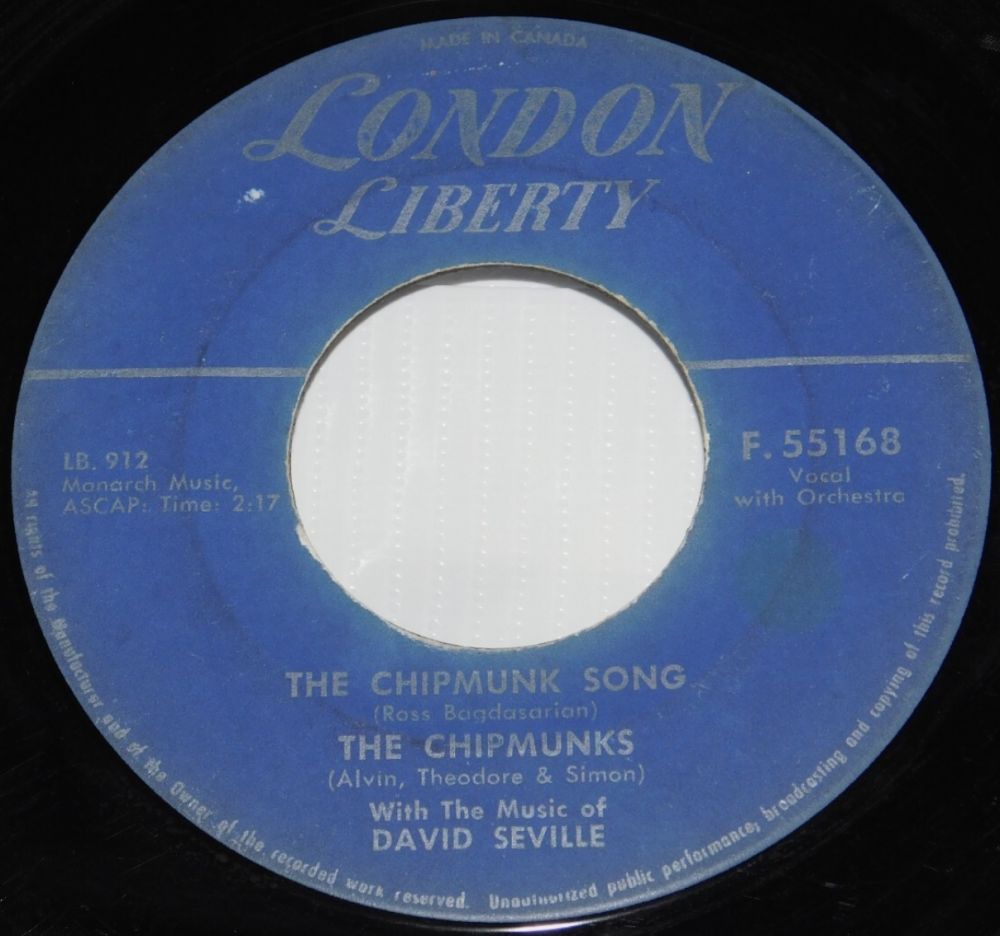 MADE IN CANADA
LONDON
LIBERTY
LB. 912
Monarch Music,
ASCAP: Time: 2:17
F. 55168
Vocal
with Orchestra
THE CHIPMUNK SONG
(Ross Bagdasarian)
THE CHIPMUNKS
(Alvin, Theodore & Simon)
With The Music of
DAVID SEVILLE
All rights of the Manufacturer and of the Owner of the recorded work reserved. Unauthorized public performance, broadcasting and copying of this record prohibited.